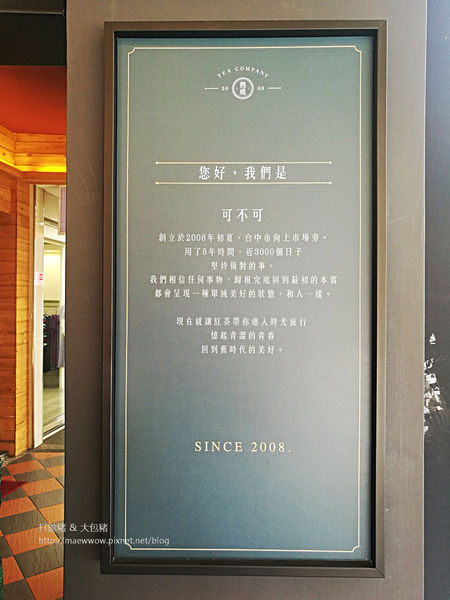 TEA COMPANY
20 熟成 08
您好，我們是
可不可
創立於2008年初夏，台中市向上市場旁。
用了8年時間，近3000個日子
堅持做對的事。
我們相信任何事物，歸根究底回到最初的本質
都會呈現一種單純美好的狀態，和人一樣。
現在就讓紅茶帶你進入時光旅行
憶起青澀的青春
回到舊時代的美好。
SINCE 2008.
打噴豬 & 大包豬
http://maewwow.pixnet.net/blog